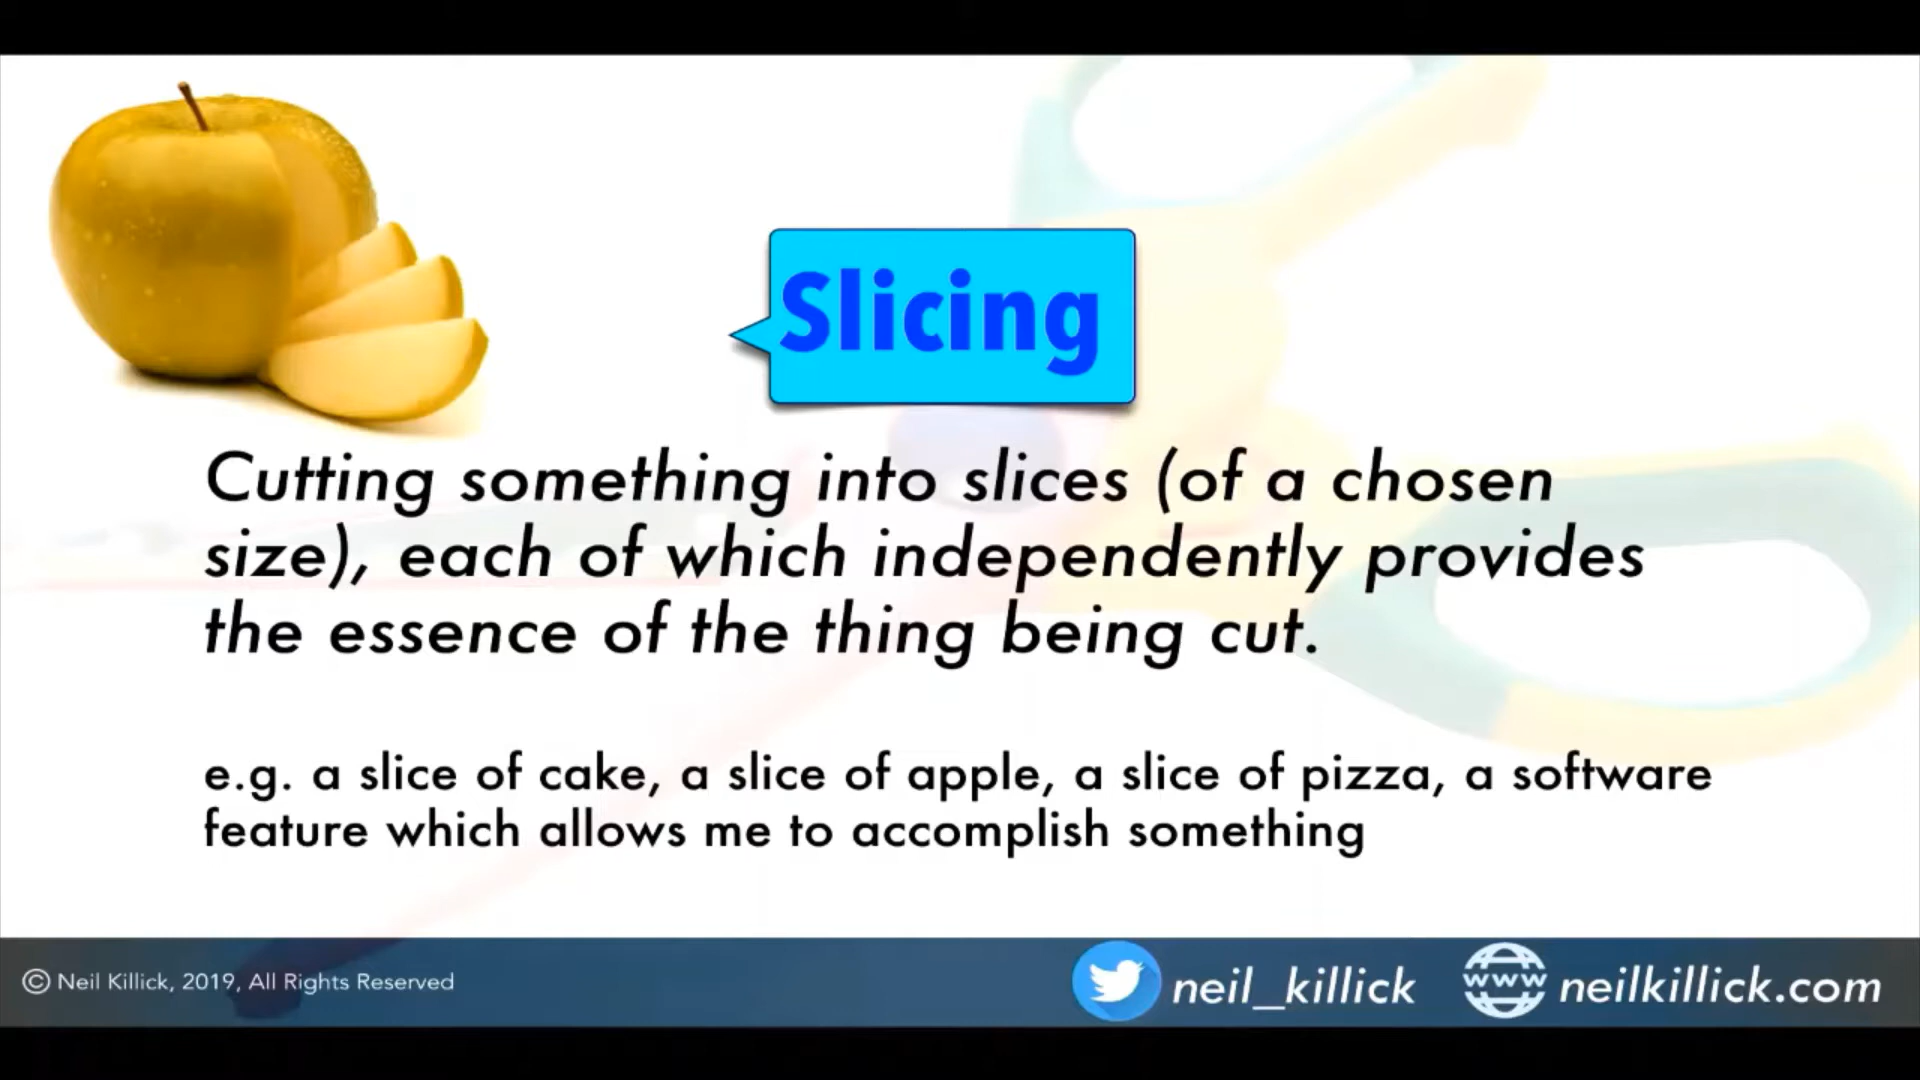 Slicing
Cutting something into slices (of a chosen
size), each of which independently provides
the essence of the thing being cut.
e.g. a slice of cake, a slice of apple, a slice of pizza, a software
feature which allows me to accomplish something
© Neil Killick, 2019, All Rights Reserved
neil_killick
www
neilkillick.com